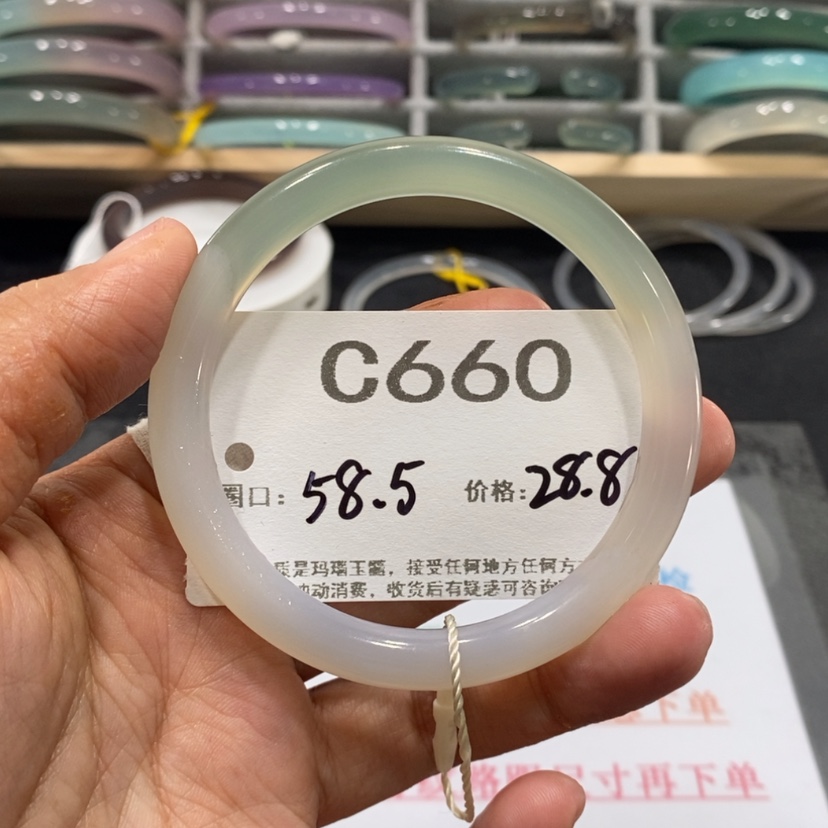 C660
圈口：58.5 价格：28.8
质是玛瑙玉髓，接受任何地方任何方
动消费，收货后有疑惑可咨询
下单
尺寸再下单